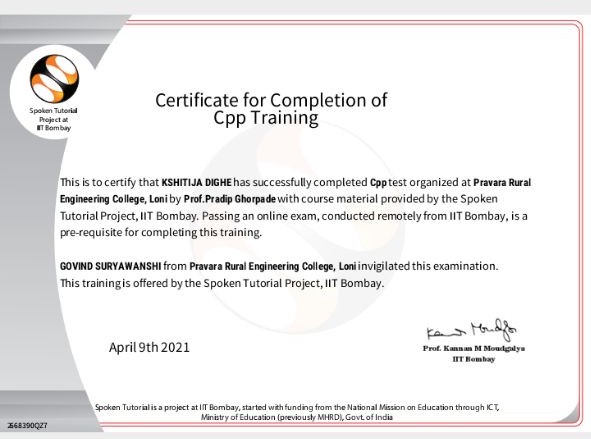 Spoken Tutorial
Project at
IIT Bombay
Certificate for Completion of
Cpp Training
This is to certify that KSHITIJA DIGHE has successfully completed Cpp test organized at Pravara Rural
Engineering College, Loni by Prof.Pradip Ghorpade with course material provided by the Spoken
Tutorial Project, IIT Bombay. Passing an online exam, conducted remotely from IIT Bombay, is a
pre-requisite for completing this training.
GOVIND SURYAWANSHI from Pravara Rural Engineering College, Loni invigilated this examination.
This training is offered by the Spoken Tutorial Project, IIT Bombay.
April 9th 2021
Kannan Moudgalya
Prof. Kannan M Moudgalya
IIT Bombay
Spoken Tutorial is a project at IIT Bombay, started with funding from the National Mission on Education through ICT,
Ministry of Education (previously MHRD), Govt. of India
2668390QZ7